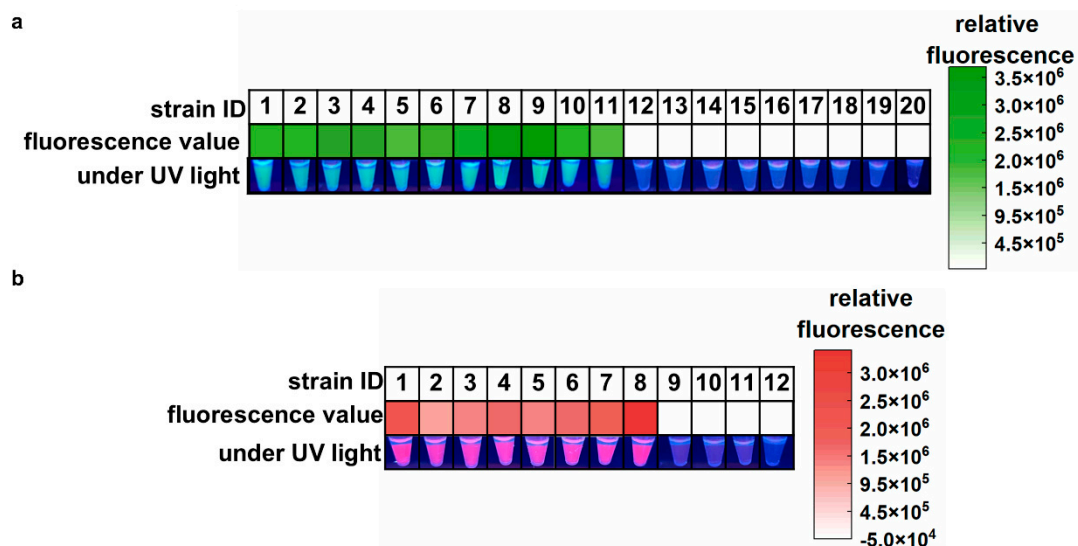 a
relative
fluorescence
strain ID 1 2 3 4 5 6 7 8 9 10 11 12 13 14 15 16 17 18 19 20
fluorescence value
under UV light
3.5×10⁶
3.0×10⁶
2.6×10⁶
2.0×10⁶
1.5×10⁶
9.5×10⁵
4.5×10⁵
b
relative
fluorescence
strain ID 1 2 3 4 5 6 7 8 9 10 11 12
fluorescence value
under UV light
3.0×10⁶
2.6×10⁶
2.0×10⁶
1.5×10⁶
9.5×10⁵
4.5×10⁵
-5.0×10⁴